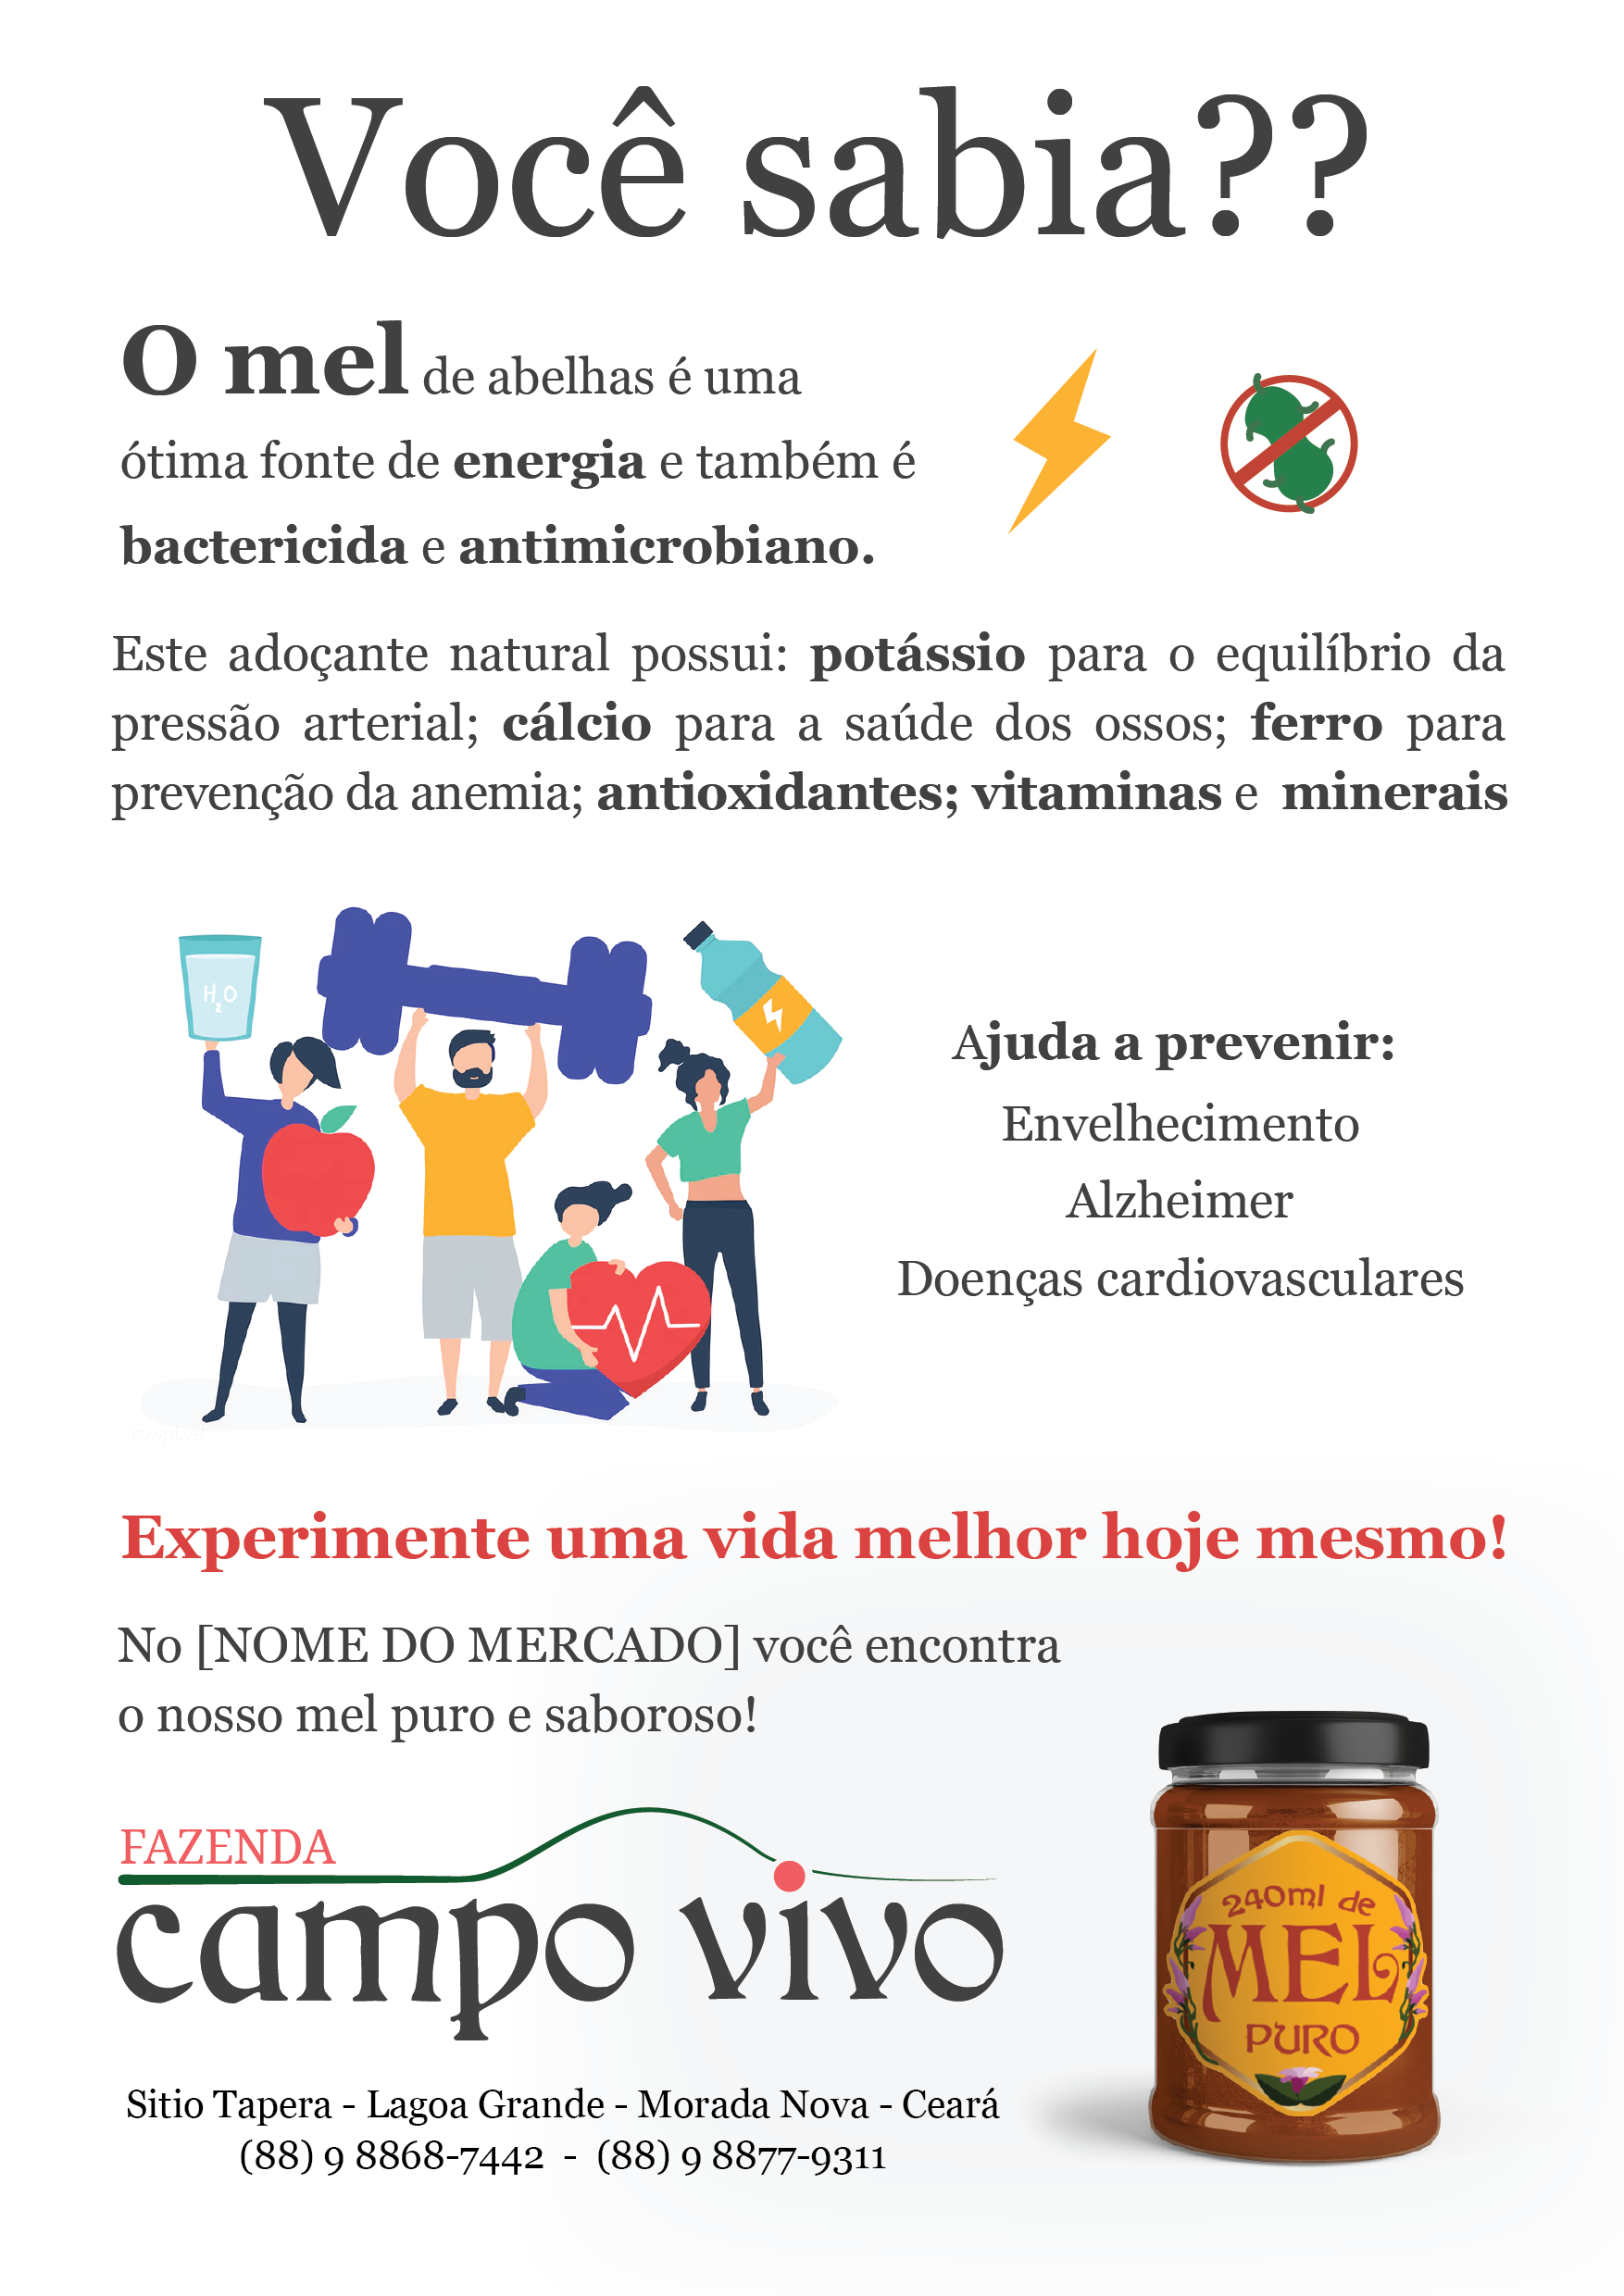 Você sabia??
O mel de abelhas é uma
ótima fonte de energia e também é
bactericida e antimicrobiano.
Este adoçante natural possui: potássio para o equilíbrio da
pressão arterial; cálcio para a saúde dos ossos; ferro para
prevenção da anemia; antioxidantes; vitaminas e minerais
H2O
Ajuda a prevenir:
Envelhecimento
Alzheimer
Doenças cardiovasculares
rawpixel
Experimente uma vida melhor hoje mesmo!
No [NOME DO MERCADO] você encontra
o nosso mel puro e saboroso!
FAZENDA
campo vivo
240ml de
MEL
PURO
Sitio Tapera - Lagoa Grande - Morada Nova - Ceará
(88) 9 8868-7442 - (88) 9 8877-9311